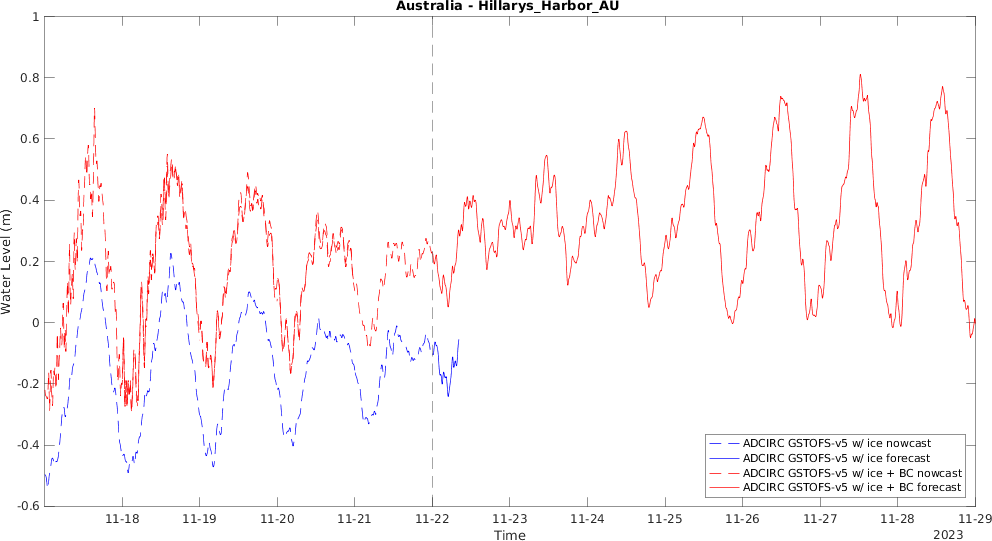 Australia - Hillarys_Harbor_AU
1
0.8
0.6
0.4
0.2
0
-0.2
-0.4
-0.6
Water Level (m)
11-18 11-19 11-20 11-21 11-22 11-23 11-24 11-25 11-26 11-27 11-28 11-29
Time
2023
ADCIRC GSTOFS-v5 w/ ice nowcast
ADCIRC GSTOFS-v5 w/ ice forecast
ADCIRC GSTOFS-v5 w/ ice + BC nowcast
ADCIRC GSTOFS-v5 w/ ice + BC forecast